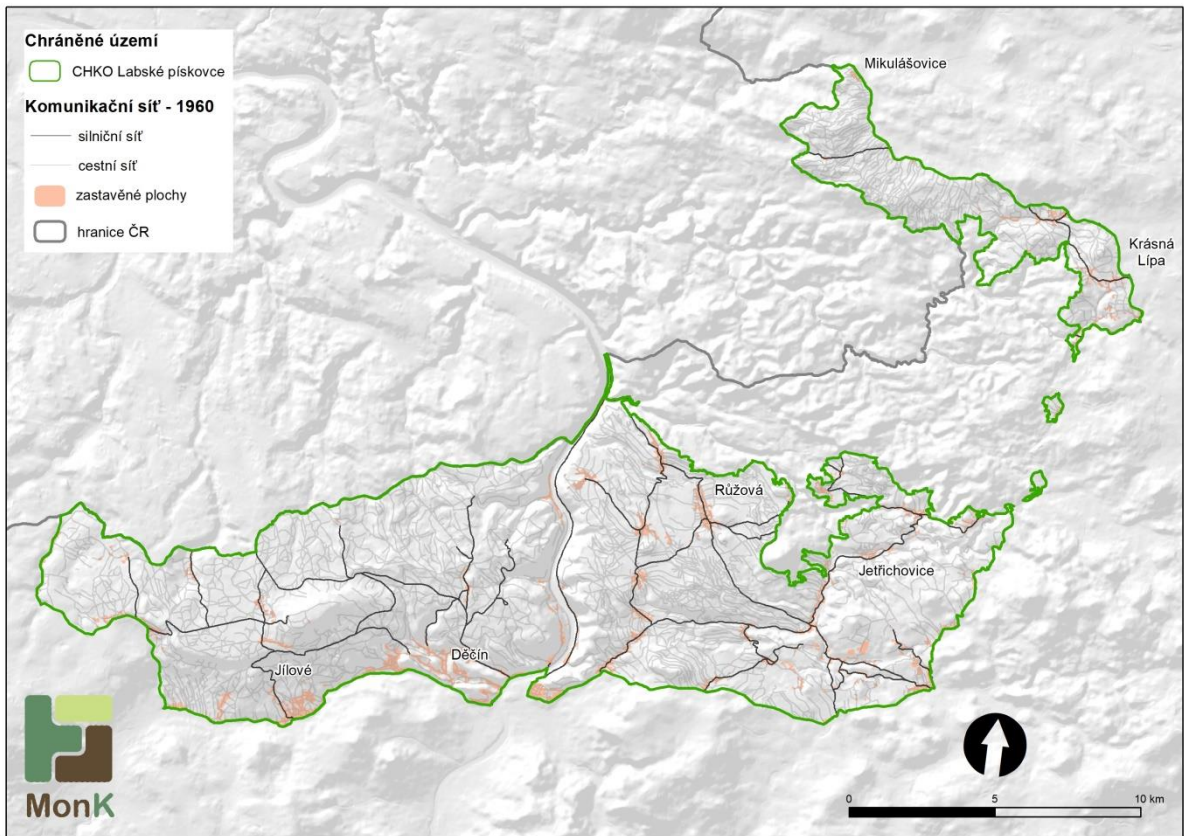 Chráněné území
CHKO Labské pískovce
Komunikační síť - 1960
silniční síť
cestní síť
zastavěné plochy
hranice ČR
Mikulášovice
Krásná
Lípa
Růžová
Jetřichovice
Děčín
Jílové
MonK
0 5 10 km